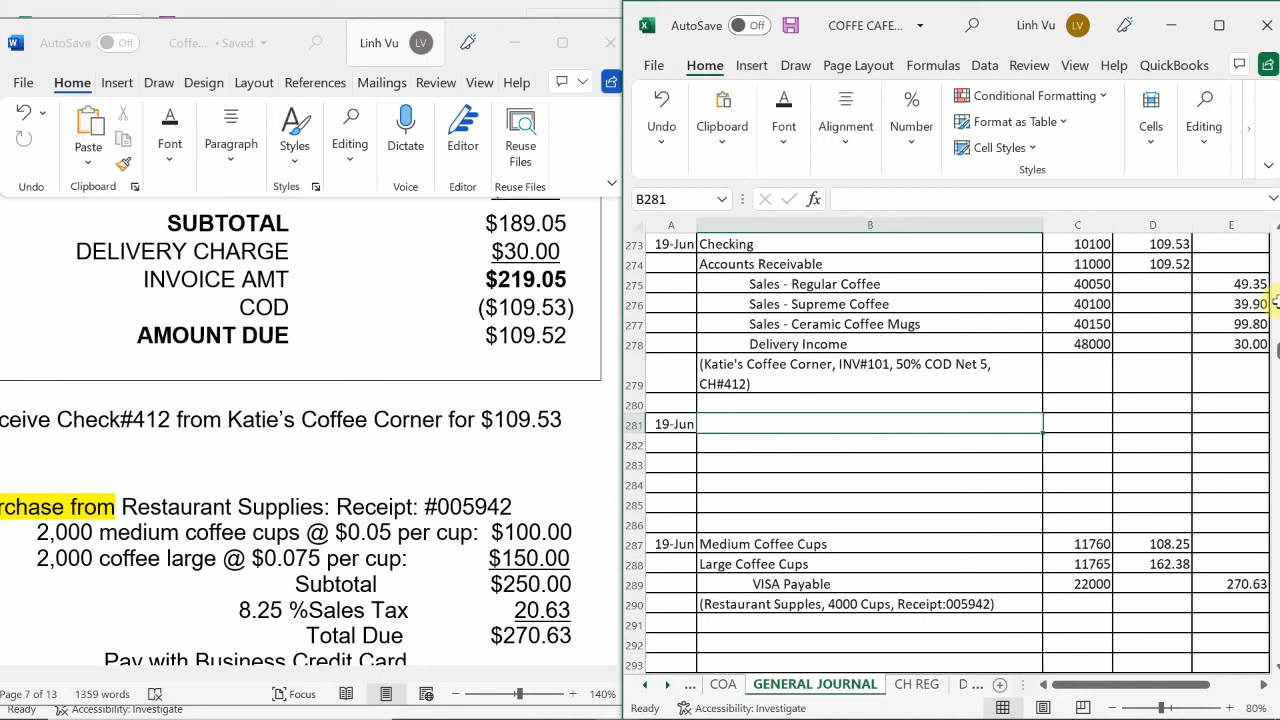 AutoSave Off Coffe... • Saved Linh Vu LV
File Home Insert Draw Design Layout References Mailings Review View Help
Undo Paste Clipboard Font Paragraph Styles Editing Dictate Editor Reuse Files
Undo Clipboard Styles Voice Editor Reuse Files
SUBTOTAL $189.05
DELIVERY CHARGE $30.00
INVOICE AMT $219.05
COD ($109.53)
AMOUNT DUE $109.52
ceive Check#412 from Katie's Coffee Corner for $109.53
rchase from Restaurant Supplies: Receipt: #005942
2,000 medium coffee cups @ $0.05 per cup: $100.00
2,000 coffee large @ $0.075 per cup: $150.00
Subtotal $250.00
8.25 %Sales Tax 20.63
Total Due $270.63
Pay with Business Credit Card
Page 7 of 13 1359 words Focus 140%
Ready Accessibility: Investigate
AutoSave Off COFFE CAFE... Linh Vu LV
File Home Insert Draw Page Layout Formulas Data Review View Help QuickBooks
Undo Clipboard Font Alignment Number Conditional Formatting Format as Table Cell Styles Cells Editing
Styles
B281 fx
A B C D E
273 19-Jun Checking 10100 109.53
274 Accounts Receivable 11000 109.52
275 Sales - Regular Coffee 40050 49.35
276 Sales - Supreme Coffee 40100 39.90
277 Sales - Ceramic Coffee Mugs 40150 99.80
278 Delivery Income 48000 30.00
(Katie's Coffee Corner, INV#101, 50% COD Net 5,
279 CH#412)
280
281 19-Jun
282
283
284
285
286
287 19-Jun Medium Coffee Cups 11760 108.25
288 Large Coffee Cups 11765 162.38
289 VISA Payable 22000 270.63
290 (Restaurant Supples, 4000 Cups, Receipt:005942)
291
292
293
... COA GENERAL JOURNAL CH REG D ...
Ready Accessibility: Investigate 80%